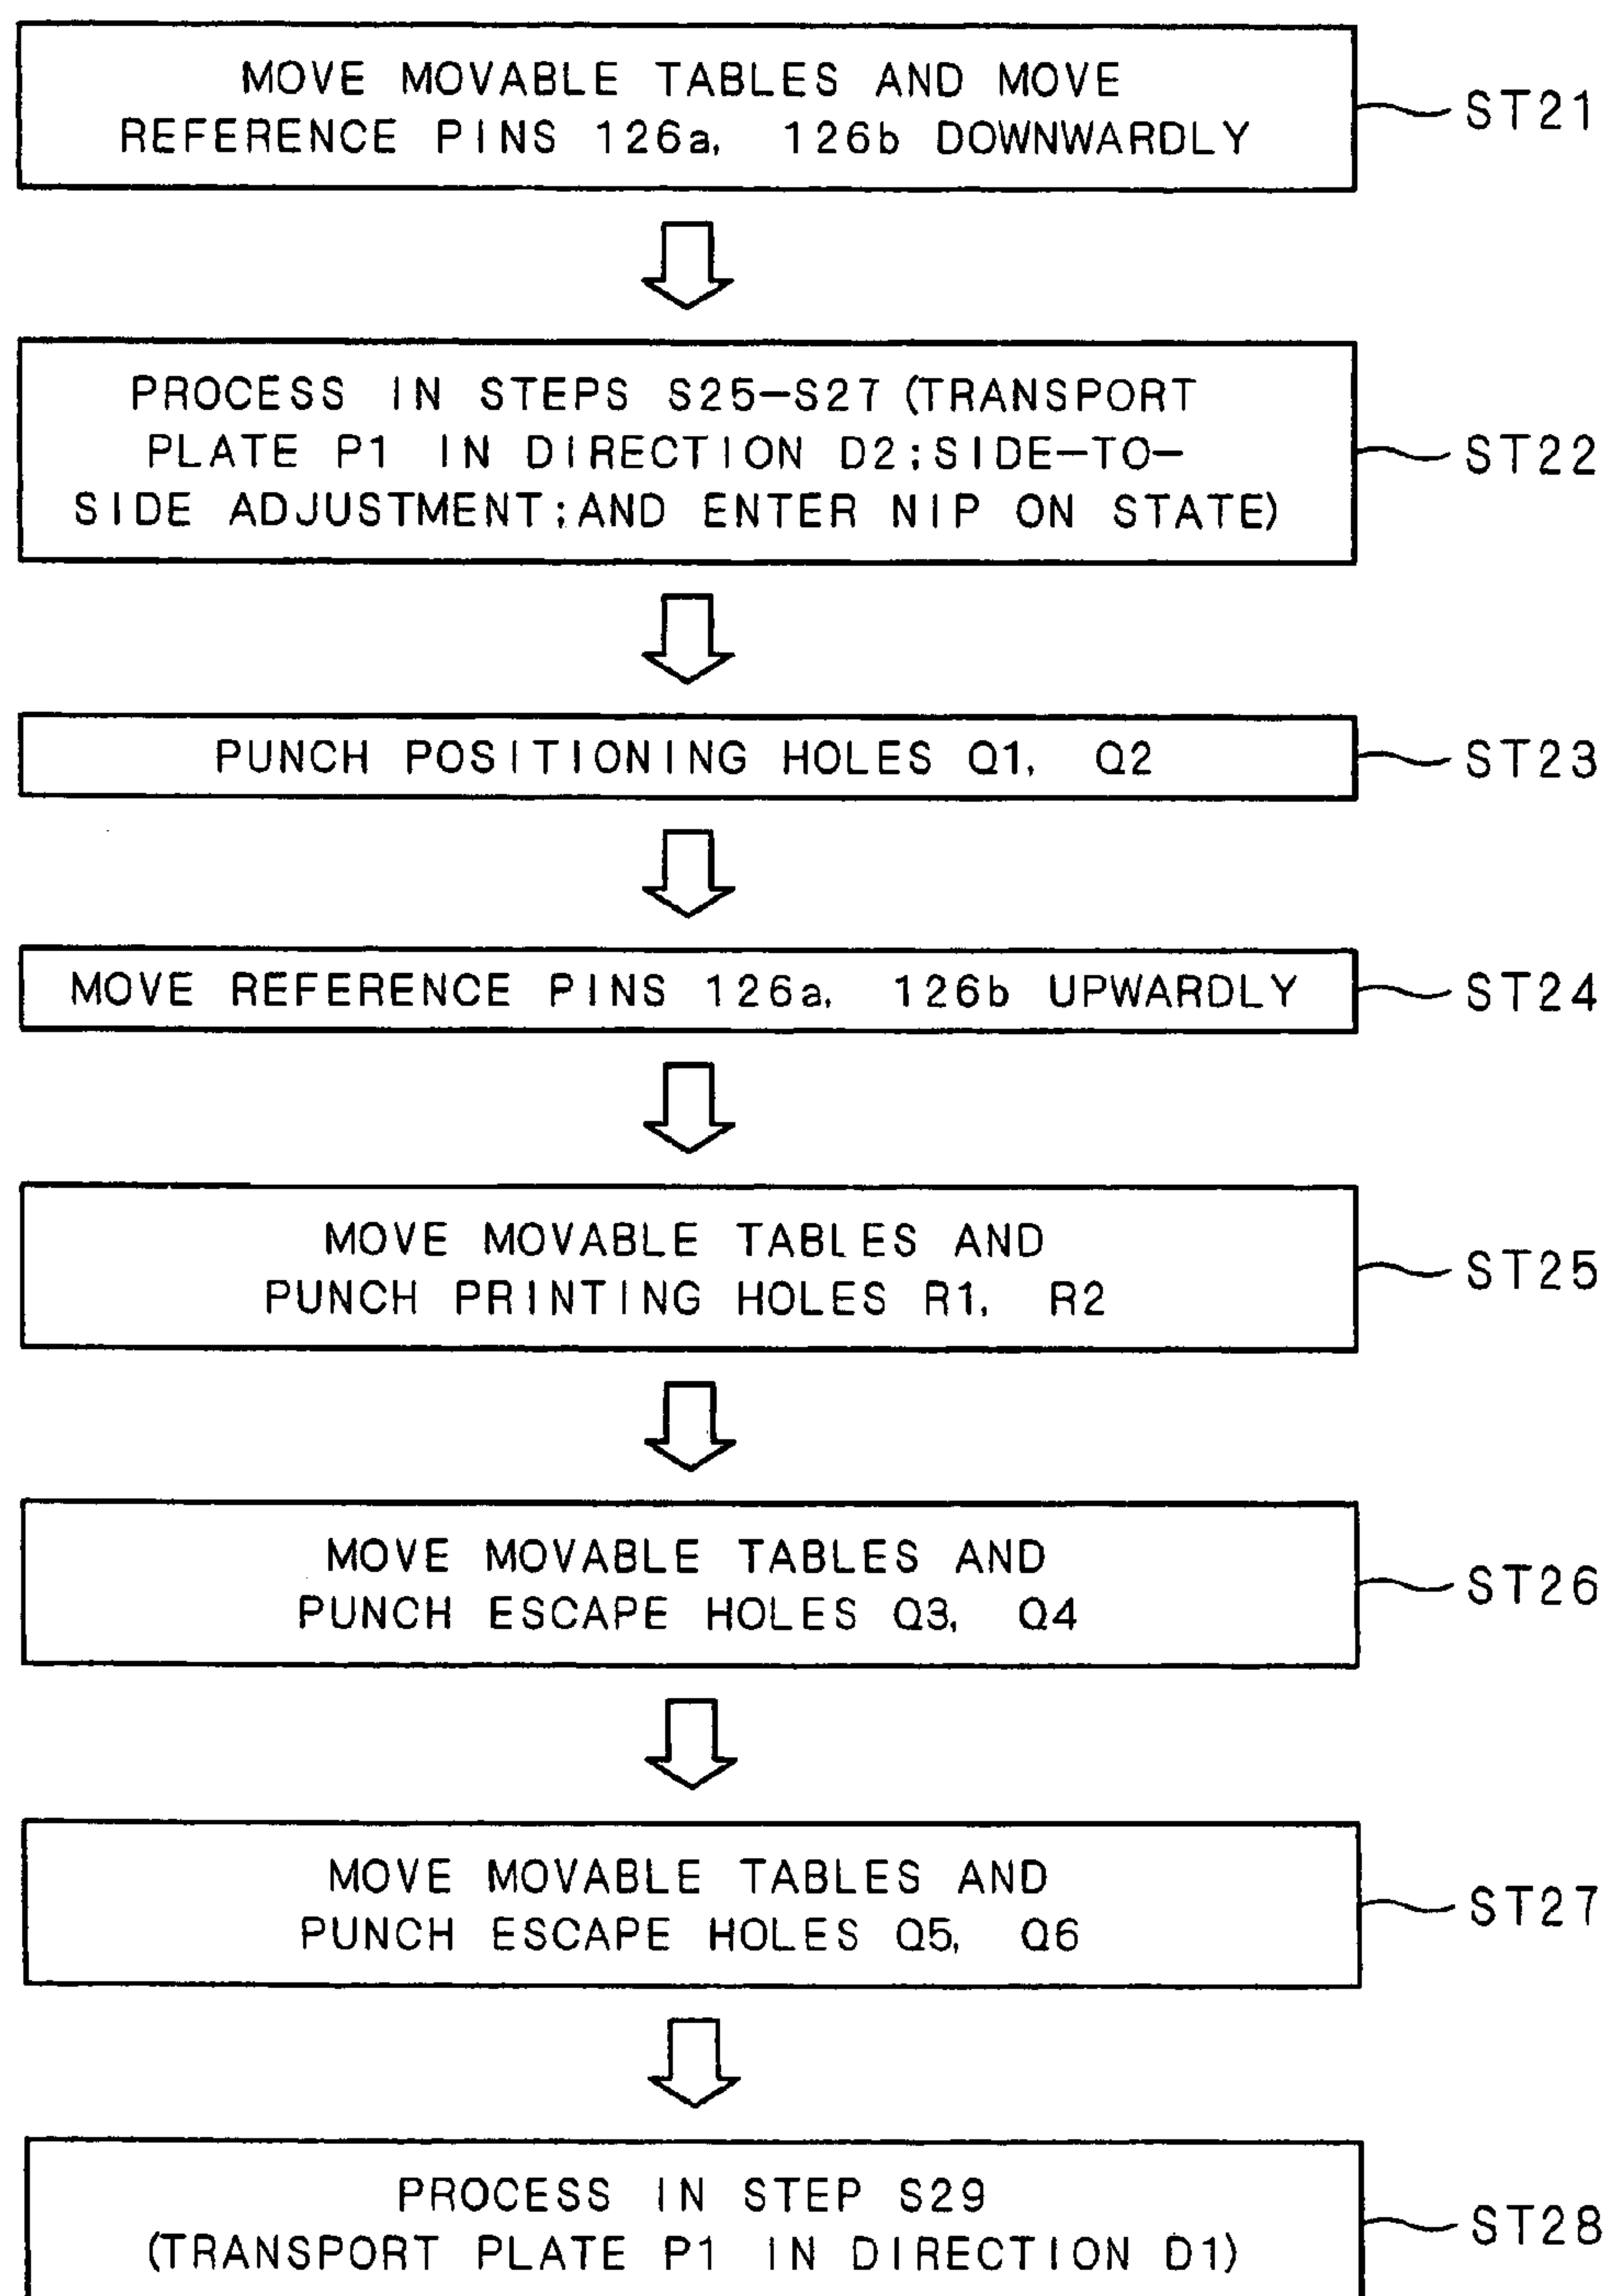 MOVE MOVABLE TABLES AND MOVE
REFERENCE PINS 126a, 126b DOWNWARDLY
ST21
PROCESS IN STEPS S25-S27 (TRANSPORT
PLATE P1 IN DIRECTION D2;SIDE-TO-
SIDE ADJUSTMENT;AND ENTER NIP ON STATE)
ST22
PUNCH POSITIONING HOLES Q1, Q2
ST23
MOVE REFERENCE PINS 126a, 126b UPWARDLY
ST24
MOVE MOVABLE TABLES AND
PUNCH PRINTING HOLES R1, R2
ST25
MOVE MOVABLE TABLES AND
PUNCH ESCAPE HOLES Q3, Q4
ST26
MOVE MOVABLE TABLES AND
PUNCH ESCAPE HOLES Q5, Q6
ST27
PROCESS IN STEP S29
(TRANSPORT PLATE P1 IN DIRECTION D1)
ST28